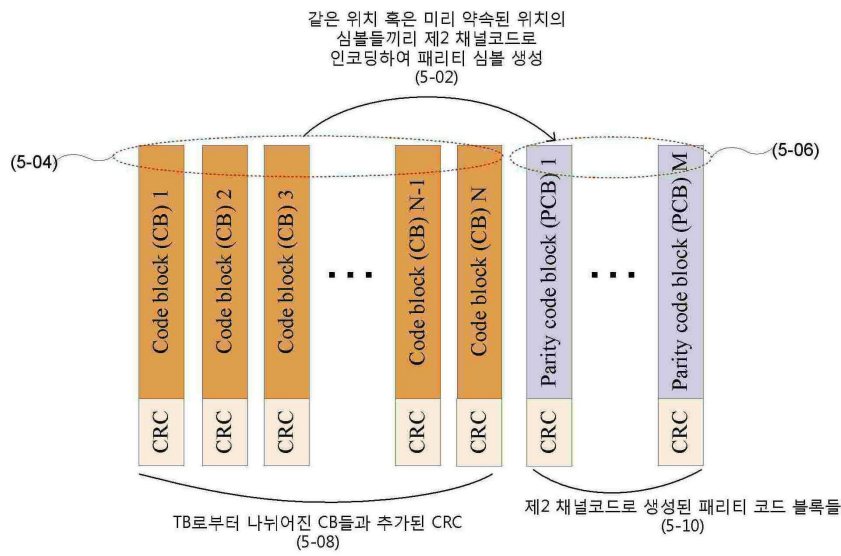 같은 위치 혹은 미리 약속된 위치의
심볼들끼리 제2 채널코드로
인코딩하여 패리티 심볼 생성
(5-02)
(5-04)
(5-06)
Code block (CB) 1
Code block (CB) 2
Code block (CB) 3
...
Code block (CB) N-1
Code block (CB) N
Parity code block (PCB) 1
...
Parity code block (PCB) M
CRC
CRC
CRC
CRC
CRC
CRC
CRC
TB로부터 나뉘어진 CB들과 추가된 CRC
(5-08)
제2 채널코드로 생성된 패리티 코드 블록들
(5-10)